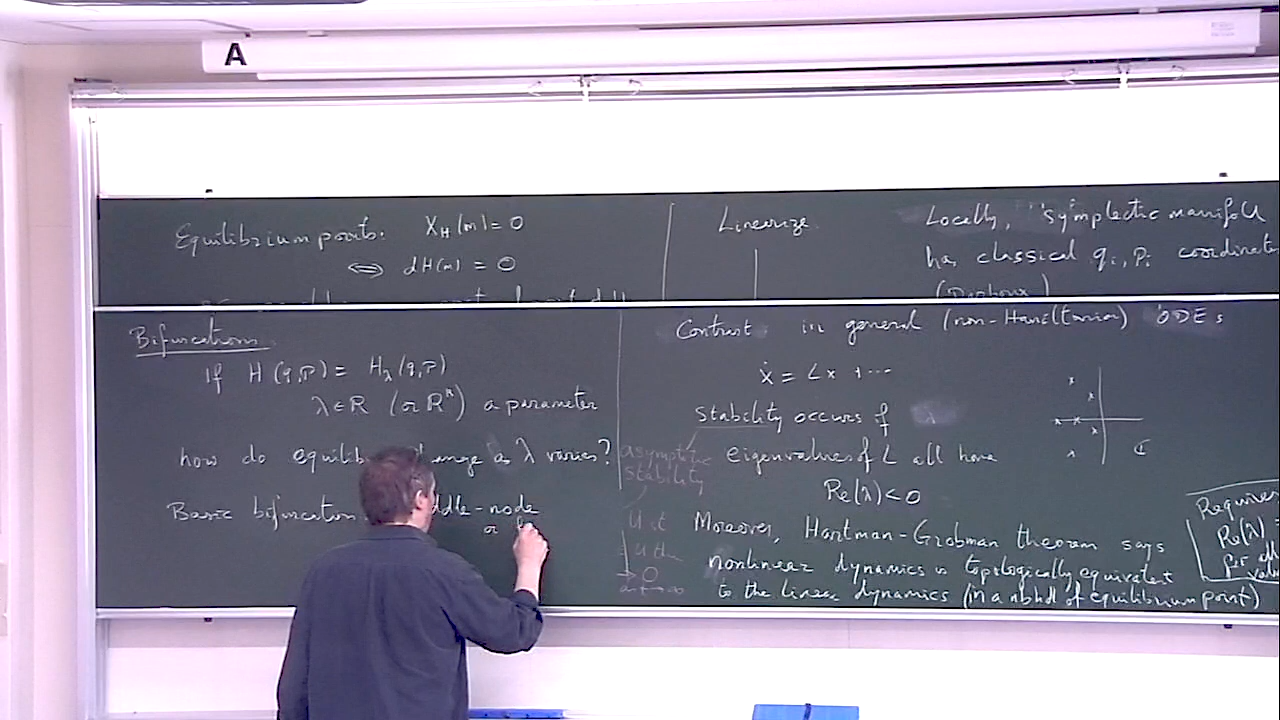 A
Equilibrium points: X_H(m) = 0
⇔ dH(m) = 0
Linearize.
Locally, symplectic manifold
has classical q_i, p_i coordinates
(Darboux)
Bifurcations
If H(q,p) = H_λ(q,p)
λ ∈ R (or R^k) a parameter
how do equilib ange as λ varies?
Basic bifurcation ddle-node
or
Contrast in general (non-Hamiltonian) ODEs
ẋ = Lx + ...
stability occurs if
eigenvalues of L all have
Re(λ) < 0
asymptotic
stability
Moreover, Hartman-Grobman theorem says
nonlinear dynamics is topologically equivalent
to the linear dynamics (in a nbhd of equilibrium point)
C
Requires
Re(λ)
for all